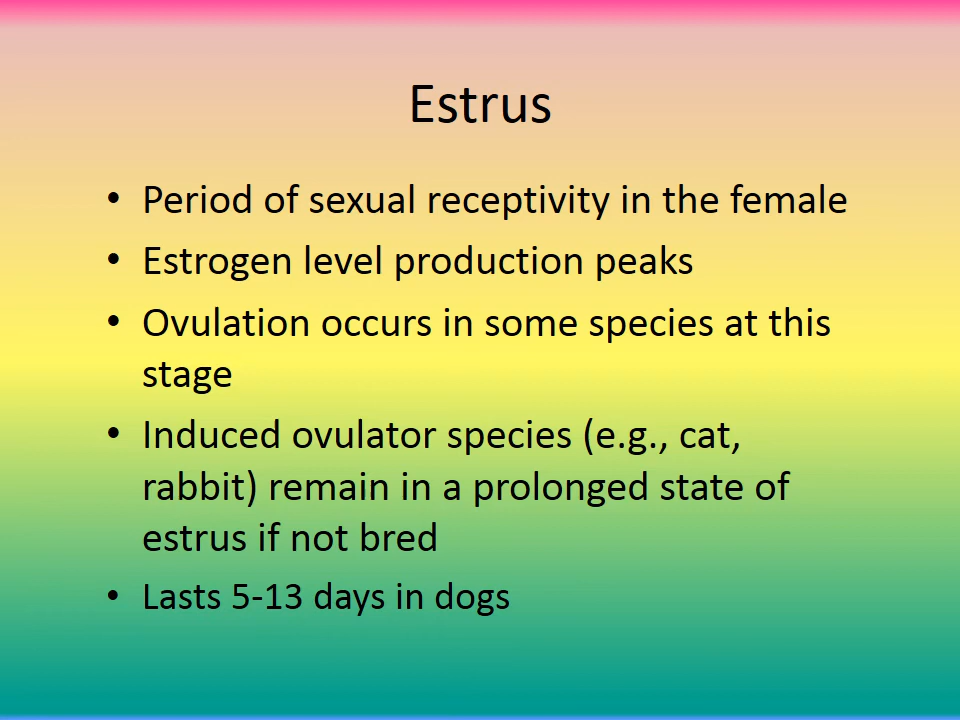 Estrus
• Period of sexual receptivity in the female
• Estrogen level production peaks
• Ovulation occurs in some species at this
stage
• Induced ovulator species (e.g., cat,
rabbit) remain in a prolonged state of
estrus if not bred
• Lasts 5-13 days in dogs